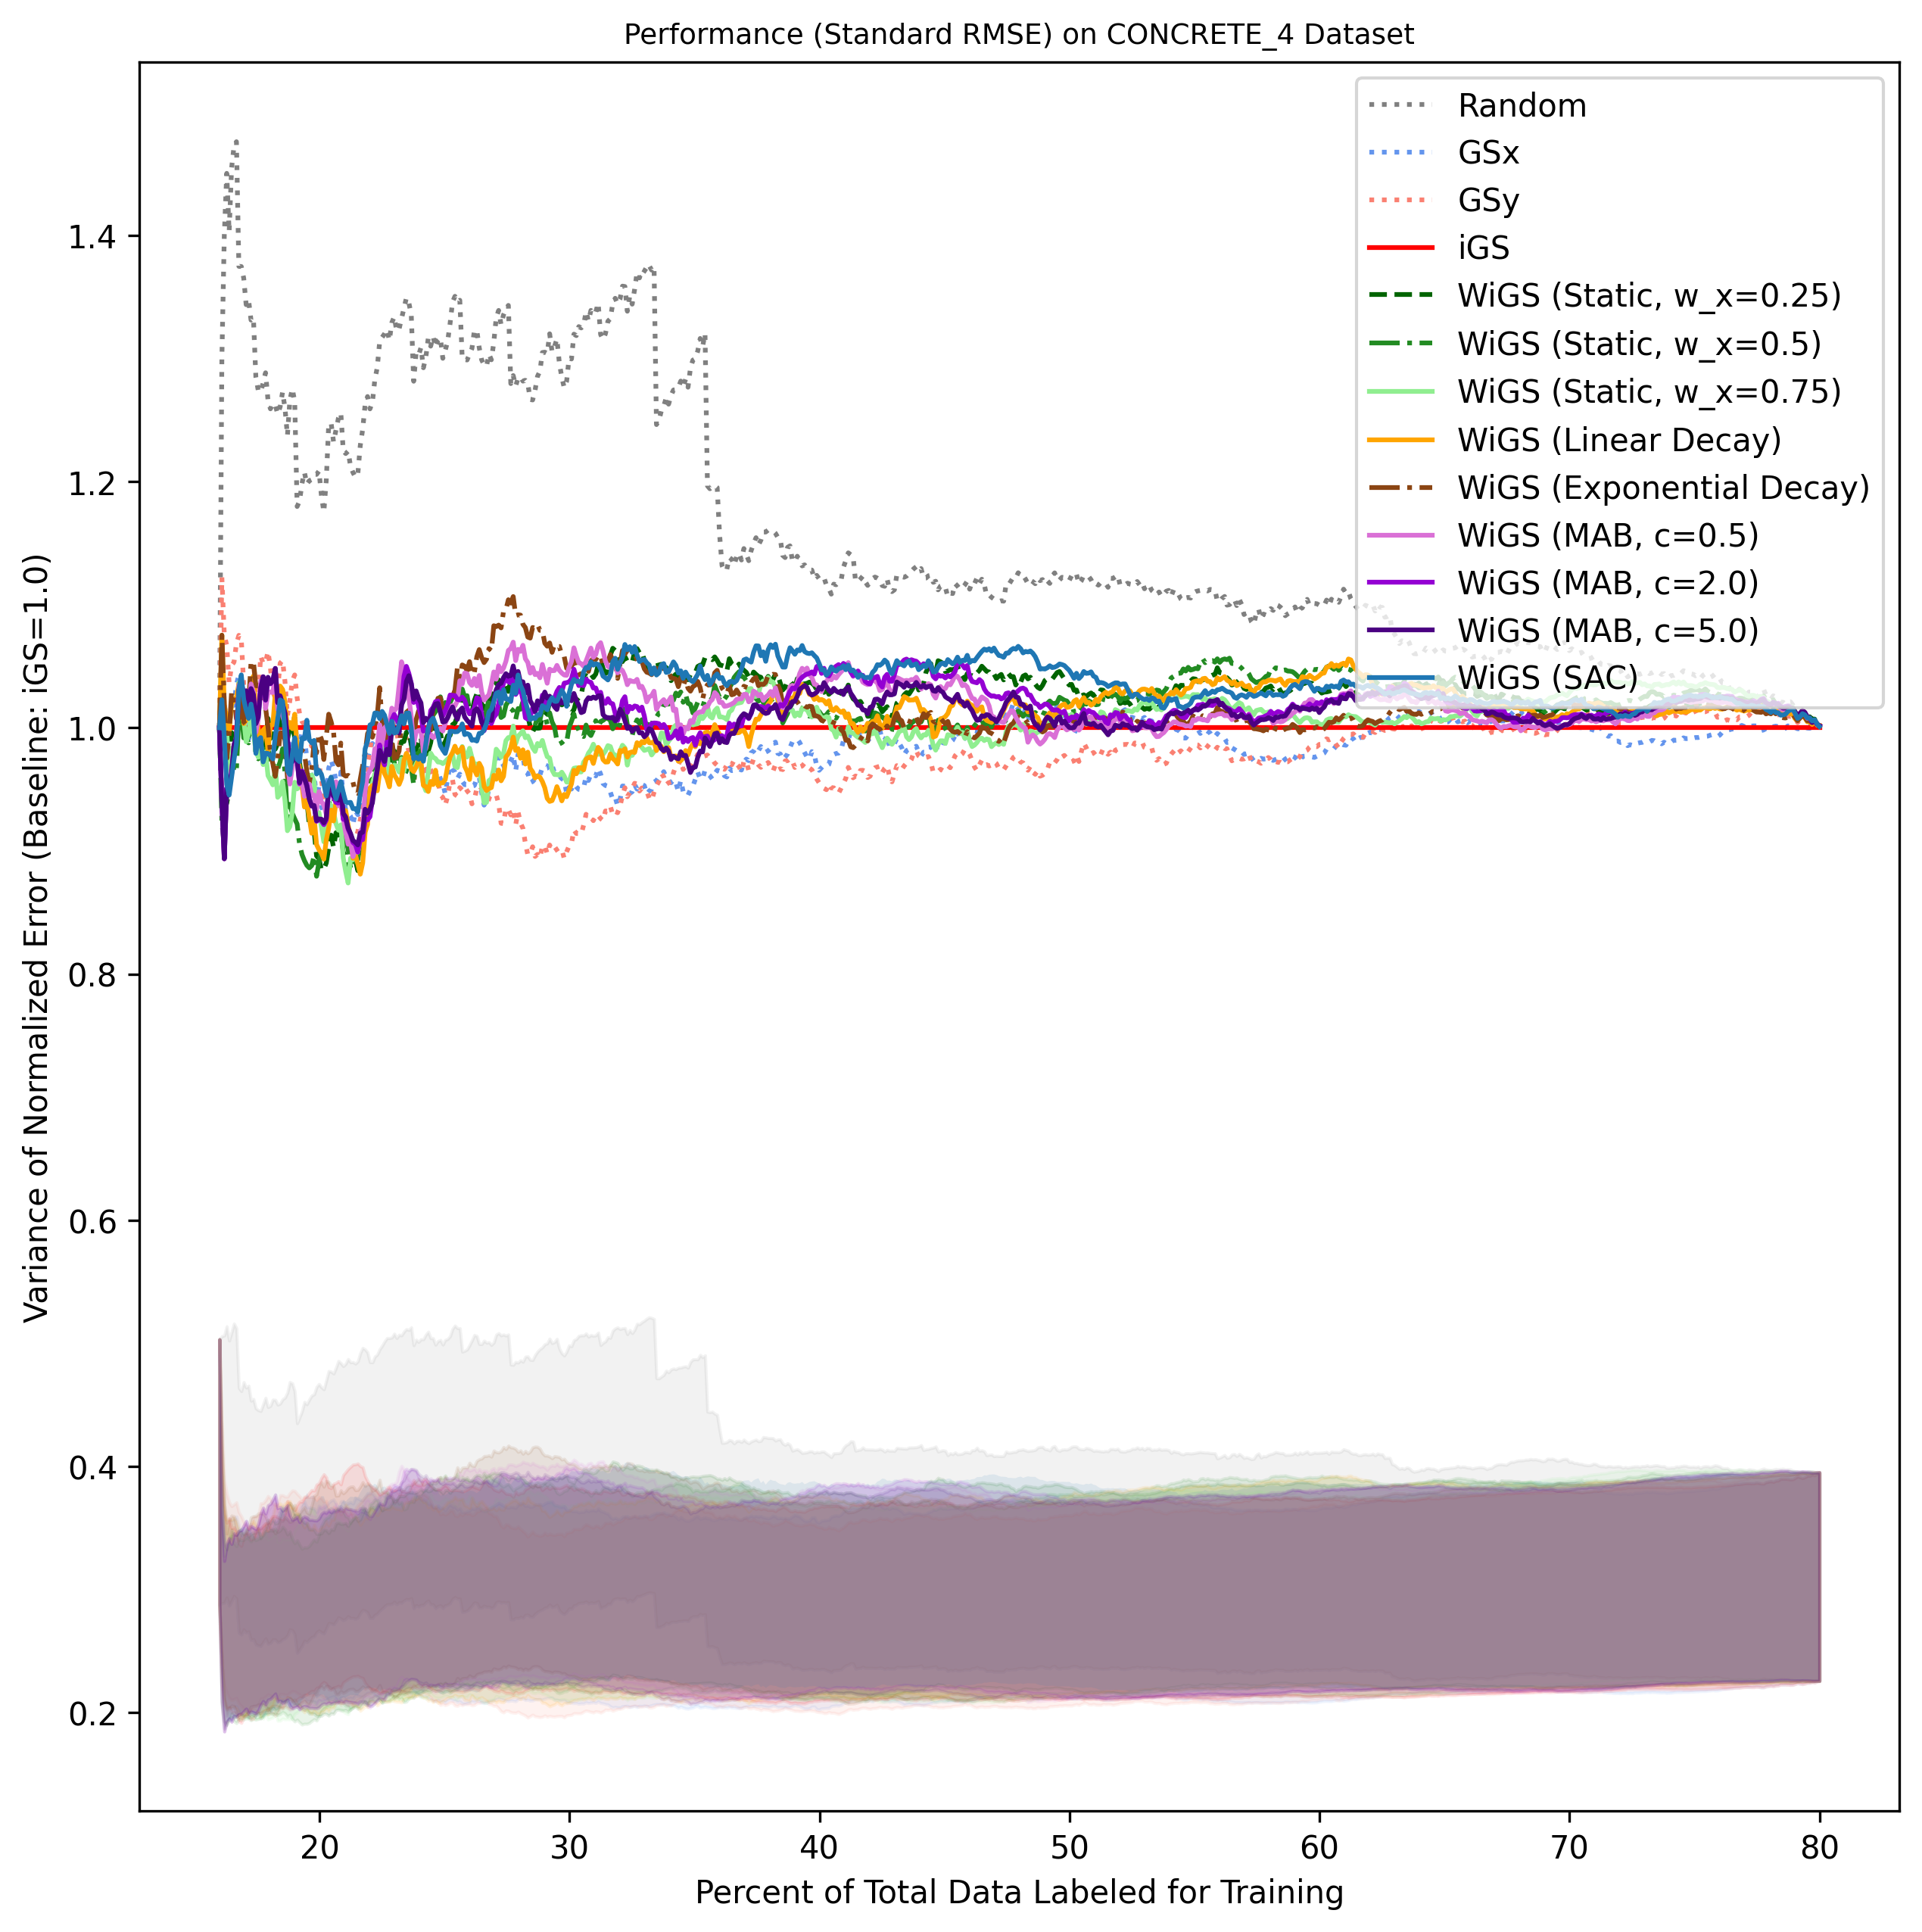 Performance (Standard RMSE) on CONCRETE_4 Dataset
Variance of Normalized Error (Baseline: iGS=1.0)
1.4
1.2
1.0
0.8
0.6
0.4
0.2
Random
GSx
GSy
iGS
WiGS (Static, w_x=0.25)
WiGS (Static, w_x=0.5)
WiGS (Static, w_x=0.75)
WiGS (Linear Decay)
WiGS (Exponential Decay)
WiGS (MAB, c=0.5)
WiGS (MAB, c=2.0)
WiGS (MAB, c=5.0)
WiGS (SAC)
20 30 40 50 60 70 80
Percent of Total Data Labeled for Training